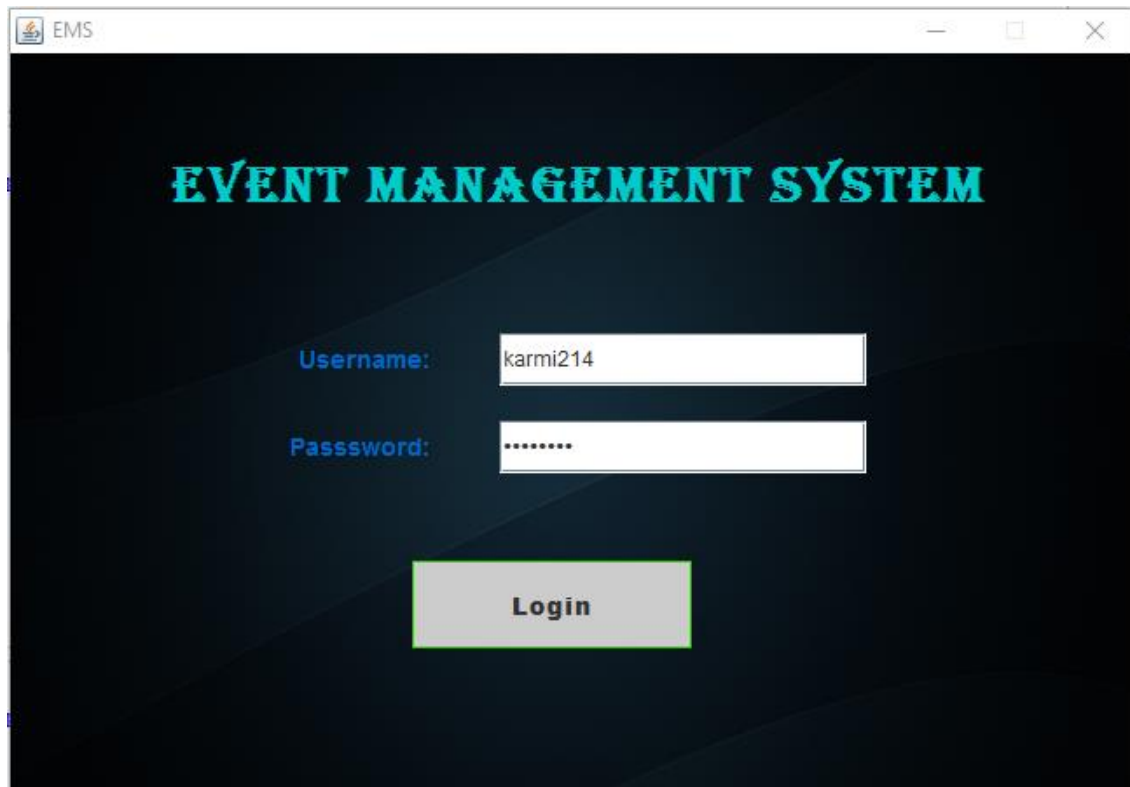 EMS
EVENT MANAGEMENT SYSTEM
Username: karmi214
Passsword: ••••••••
Login